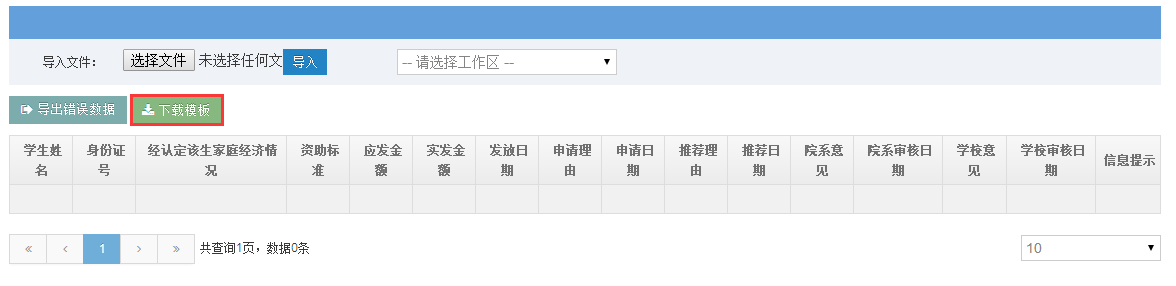 导入文件： 选择文件 未选择任何文 导入 -- 请选择工作区 --
导出错误数据 下载模板
学生姓名 身份证号 经认定该生家庭经济情况 资助标准 应发金额 实发金额 发放日期 申请理由 申请日期 推荐理由 推荐日期 院系意见 院系审核日期 学校意见 学校审核日期 信息提示
« ‹ 1 › » 共查询1页，数据0条 10